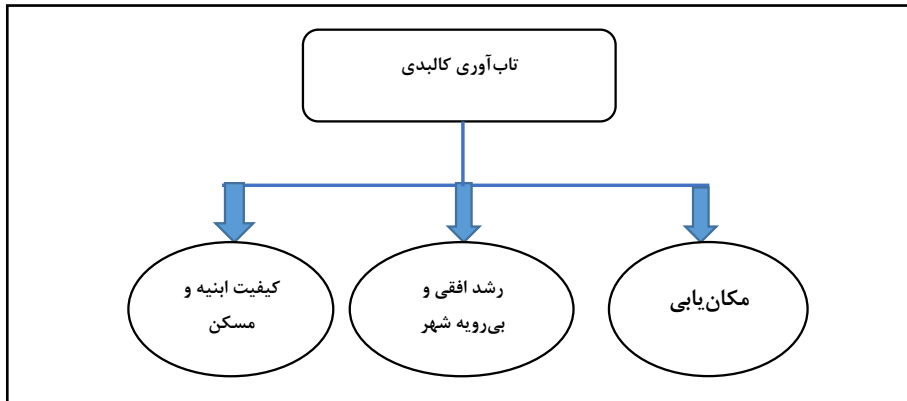 تاب‌آوری کالبدی
مکان‌یابی
رشد افقی و
بی‌رویه شهر
کیفیت ابنیه و
مسکن